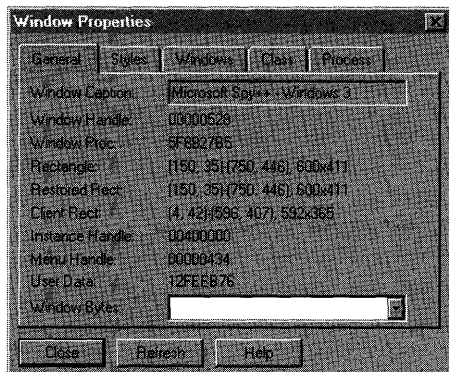 Window Properties
General Styles Windows Class Process
Window Caption: Microsoft Spy++ - Windows 3
Window Handle: 00000528
Window Proc: 5F8B27B5
Rectangle: (150, 35)-(750, 446), 600x411
Restored Rect: (150, 35)-(750, 446), 600x411
Client Rect: (4, 42)-(596, 407), 592x365
Instance Handle: 00400000
Menu Handle: 00000434
User Data: 12FEEB76
Window Bytes:
Close Refresh Help